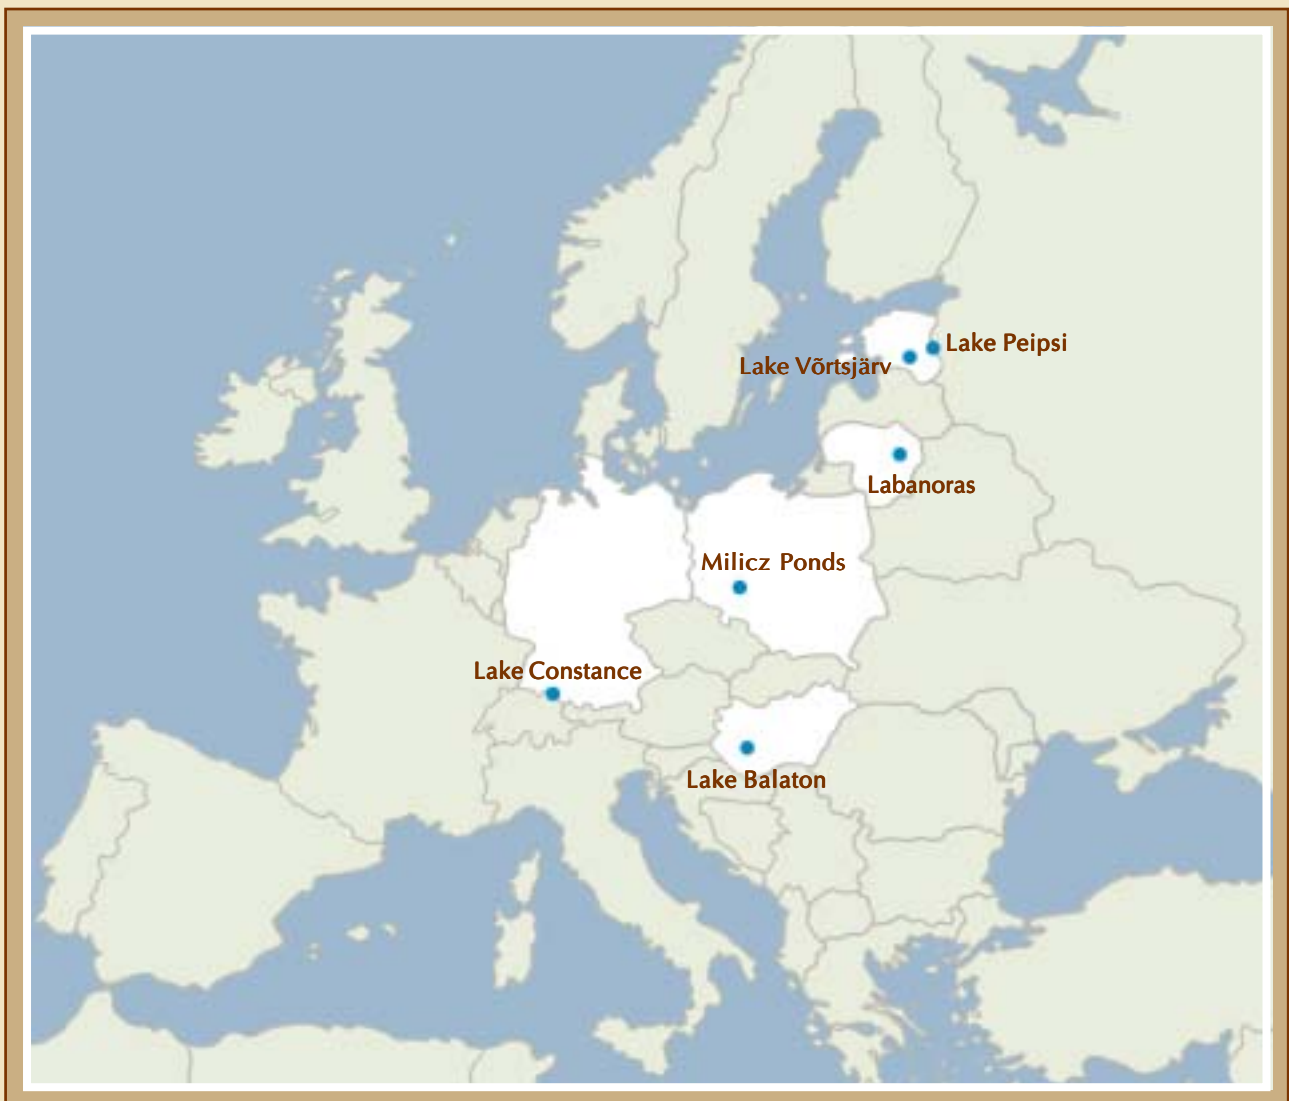 Lake Peipsi
Lake Võrtsjärv
Labanoras
Milicz Ponds
Lake Constance
Lake Balaton